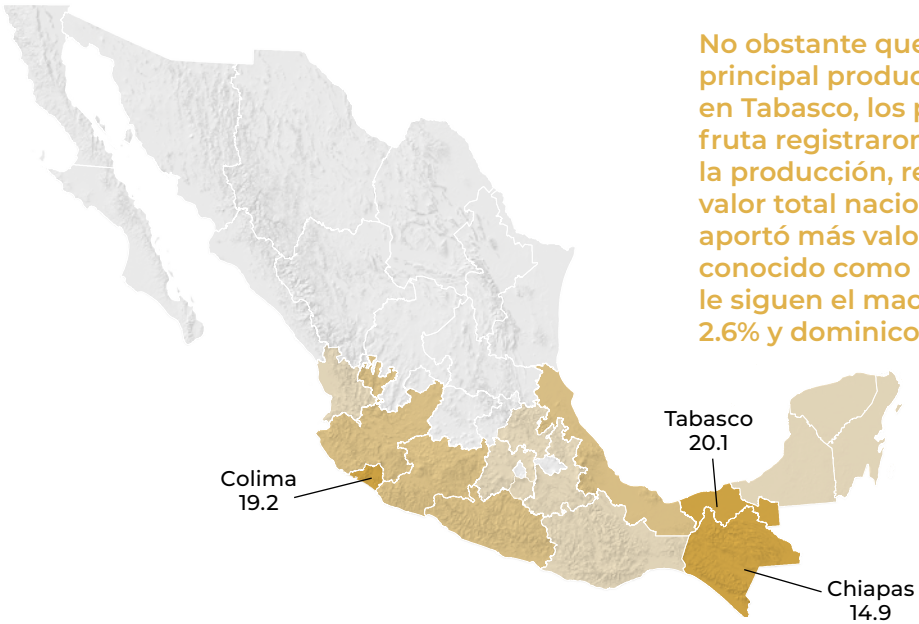 No obstante que
principal produc
en Tabasco, los p
fruta registraron
la producción, re
valor total nacio
aportó más valo
conocido como
le siguen el mac
2.6% y dominico
Tabasco
20.1
Colima
19.2
Chiapas
14.9